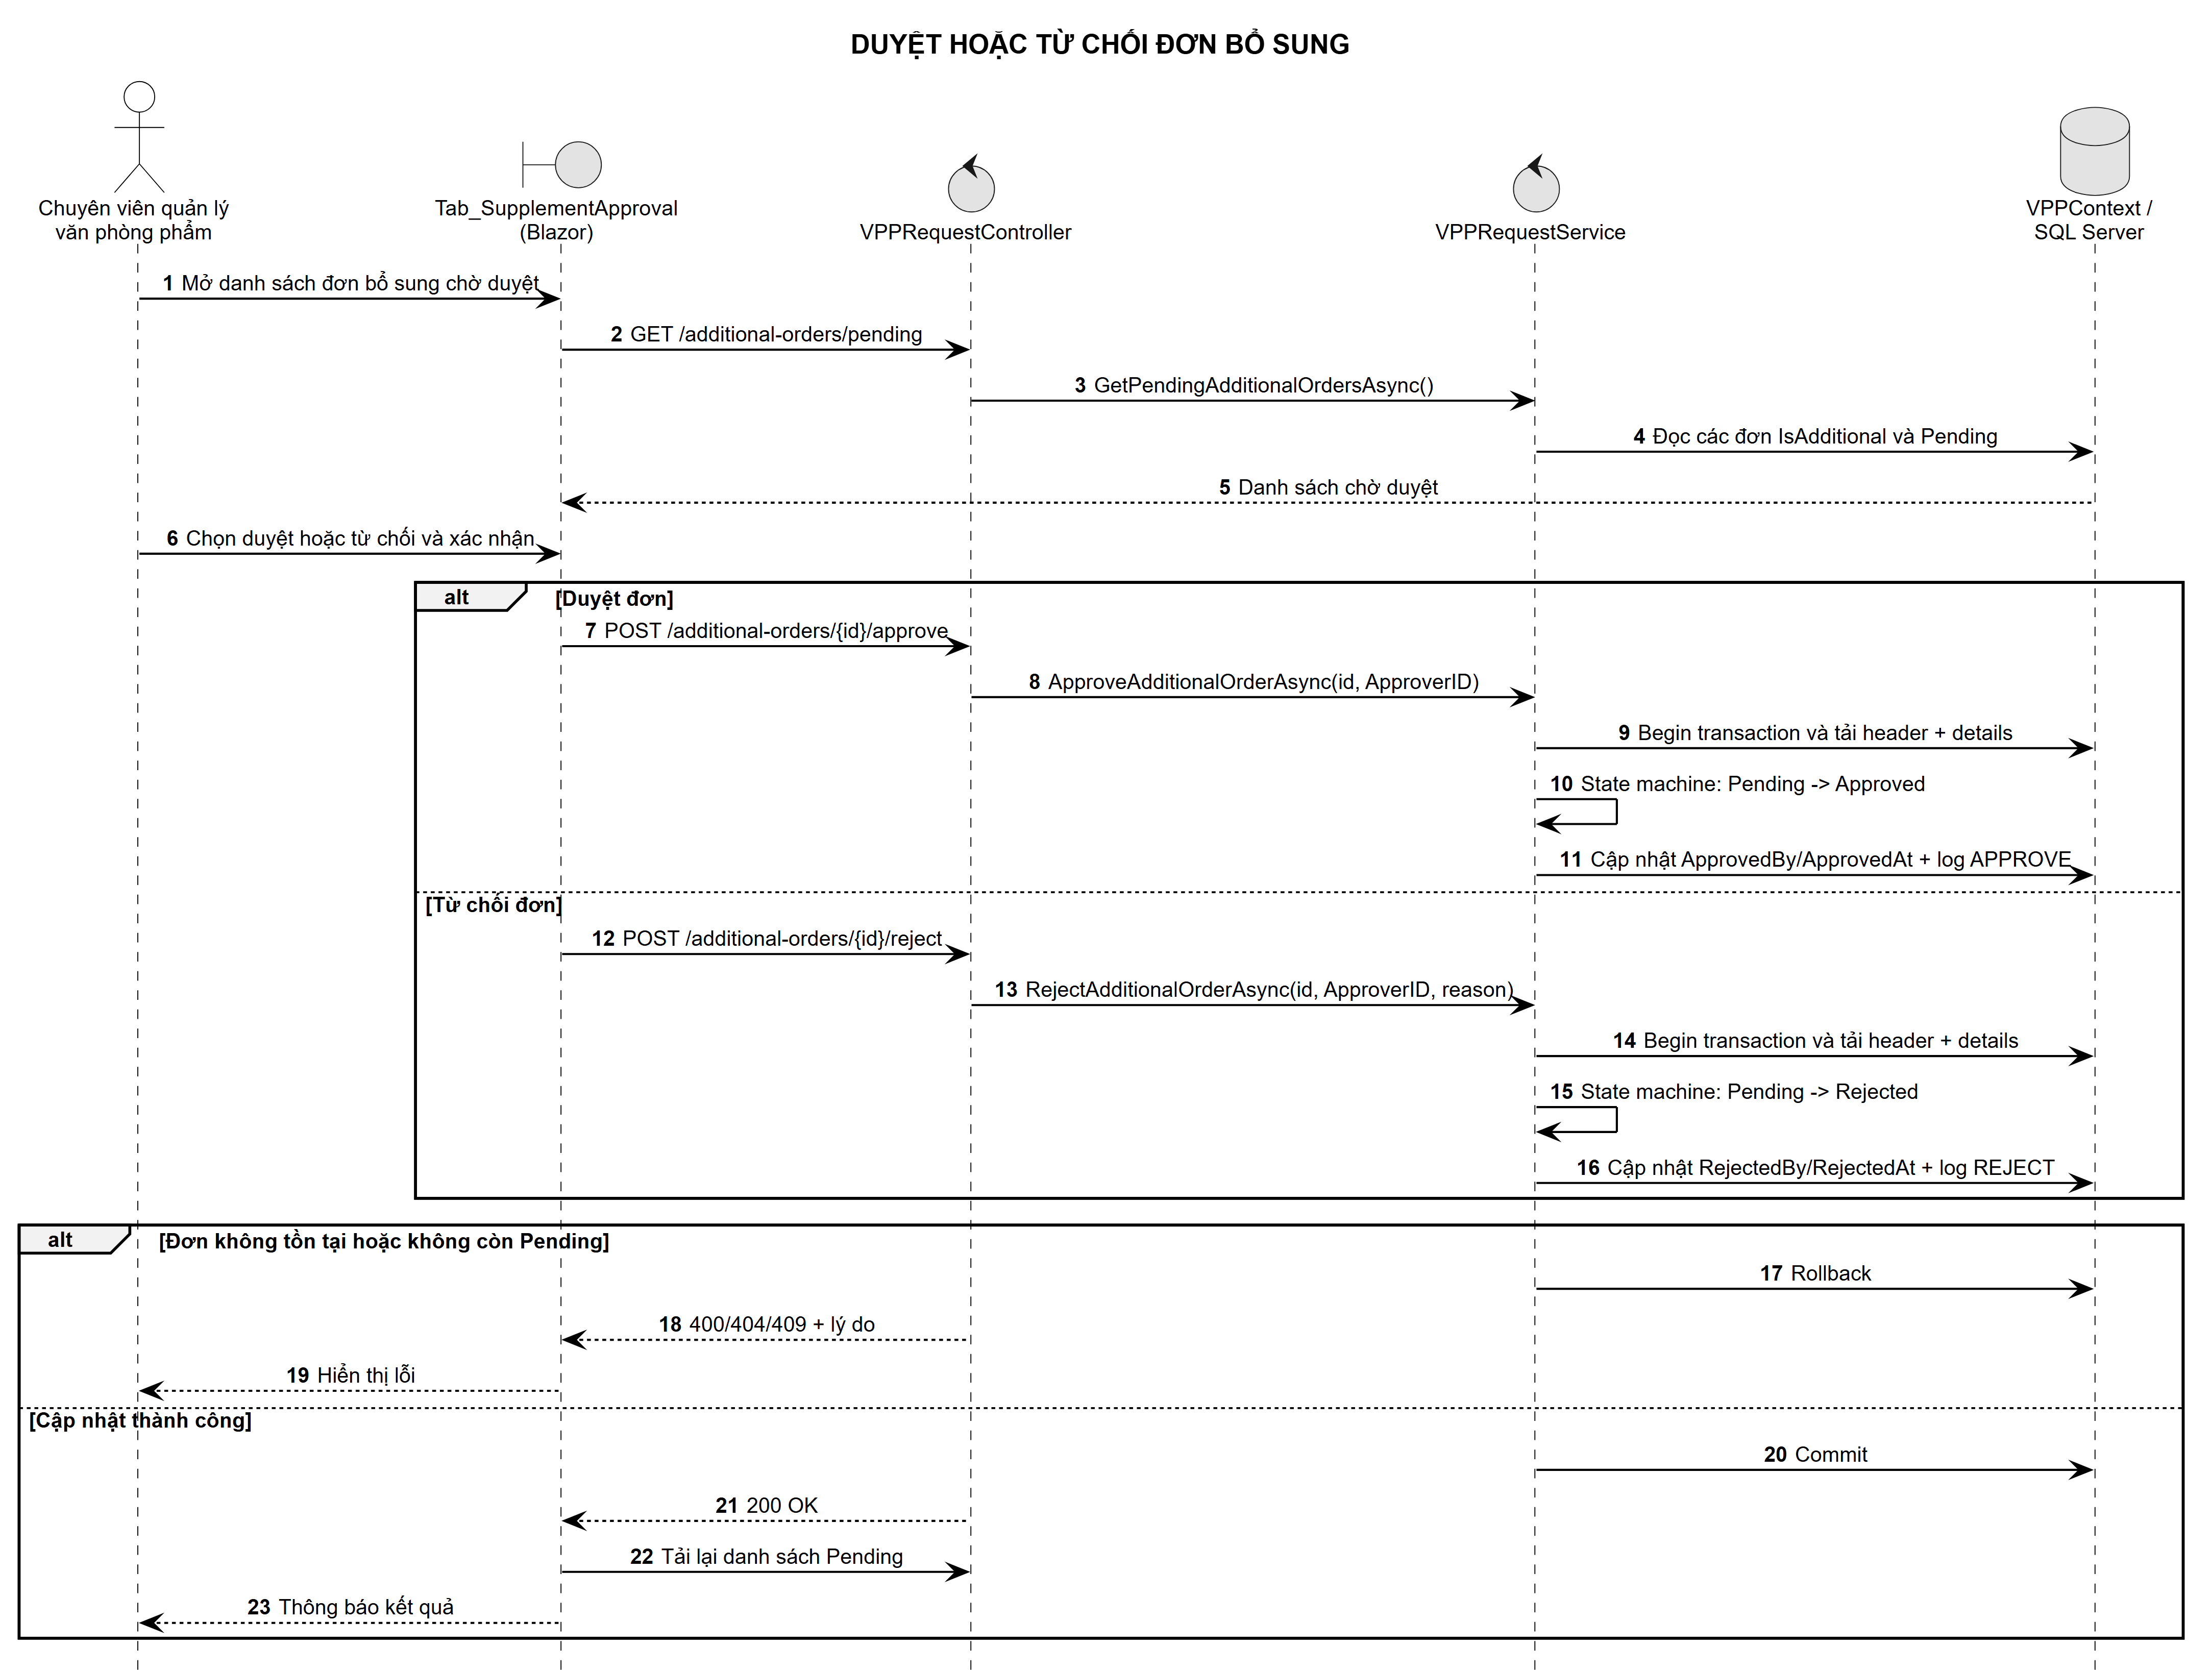 DUYỆT HOẶC TỪ CHỐI ĐƠN BỔ SUNG
Chuyên viên quản lý
văn phòng phẩm
Tab_SupplementApproval
(Blazor)
VPPRequestController
VPPRequestService
VPPContext /
SQL Server
1 Mở danh sách đơn bổ sung chờ duyệt
2 GET /additional-orders/pending
3 GetPendingAdditionalOrdersAsync()
4 Đọc các đơn IsAdditional và Pending
5 Danh sách chờ duyệt
6 Chọn duyệt hoặc từ chối và xác nhận
alt [Duyệt đơn]
7 POST /additional-orders/{id}/approve
8 ApproveAdditionalOrderAsync(id, ApproverID)
9 Begin transaction và tải header + details
10 State machine: Pending -> Approved
11 Cập nhật ApprovedBy/ApprovedAt + log APPROVE
[Từ chối đơn]
12 POST /additional-orders/{id}/reject
13 RejectAdditionalOrderAsync(id, ApproverID, reason)
14 Begin transaction và tải header + details
15 State machine: Pending -> Rejected
16 Cập nhật RejectedBy/RejectedAt + log REJECT
alt [Đơn không tồn tại hoặc không còn Pending]
17 Rollback
18 400/404/409 + lý do
19 Hiển thị lỗi
[Cập nhật thành công]
20 Commit
21 200 OK
22 Tải lại danh sách Pending
23 Thông báo kết quả